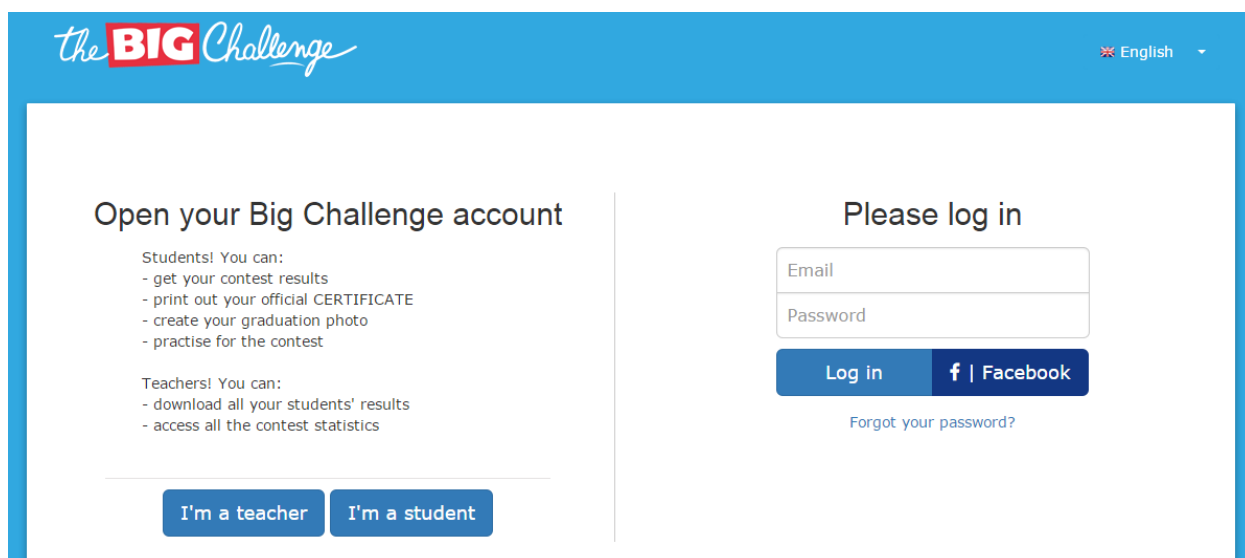 the BIG Challenge
English
Open your Big Challenge account
Students! You can:
- get your contest results
- print out your official CERTIFICATE
- create your graduation photo
- practise for the contest
Teachers! You can:
- download all your students' results
- access all the contest statistics
I'm a teacher
I'm a student
Please log in
Email
Password
Log in
f | Facebook
Forgot your password?